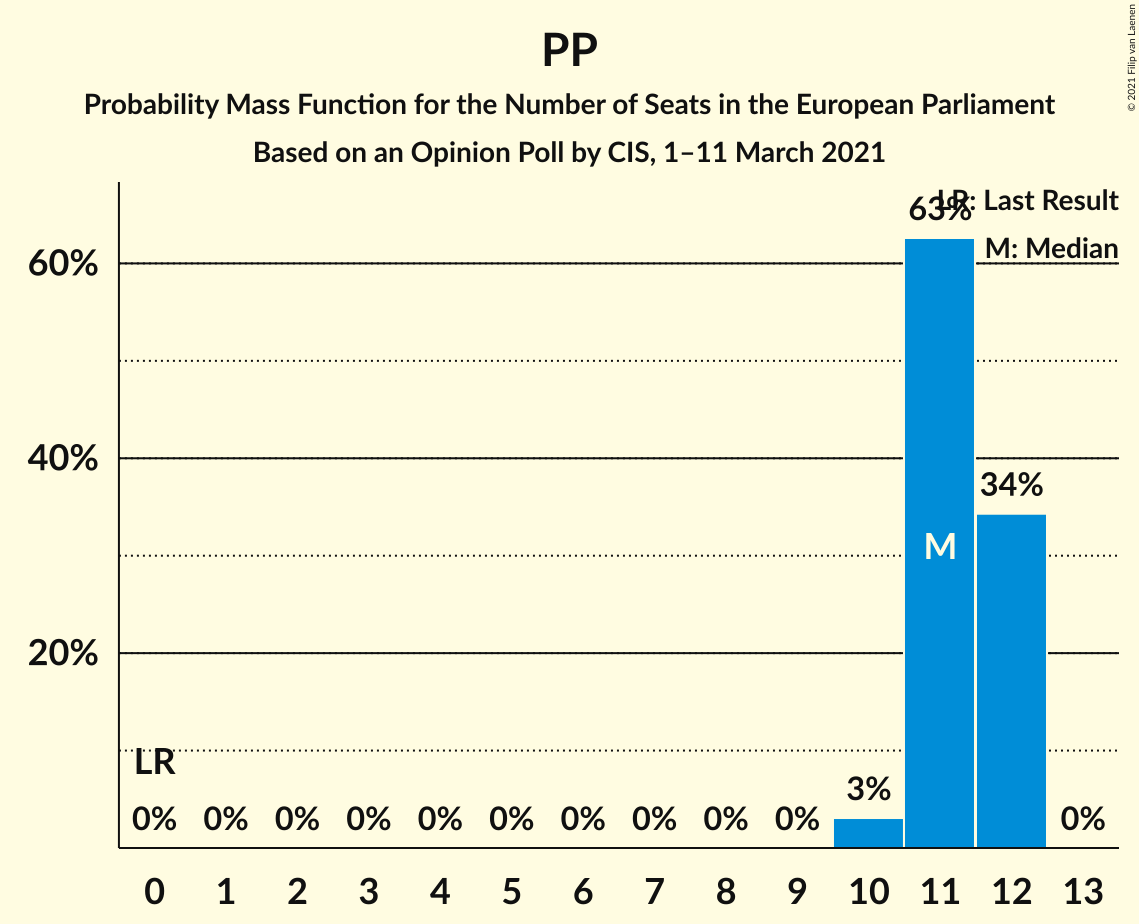 PP
Probability Mass Function for the Number of Seats in the European Parliament
Based on an Opinion Poll by CIS, 1–11 March 2021
© 2021 Filip van Laenen
LR: Last Result
M: Median
63%
60%
40%
34%
M
20%
LR
3%
0% 0% 0% 0% 0% 0% 0% 0% 0% 0% 0%
0 1 2 3 4 5 6 7 8 9 10 11 12 13